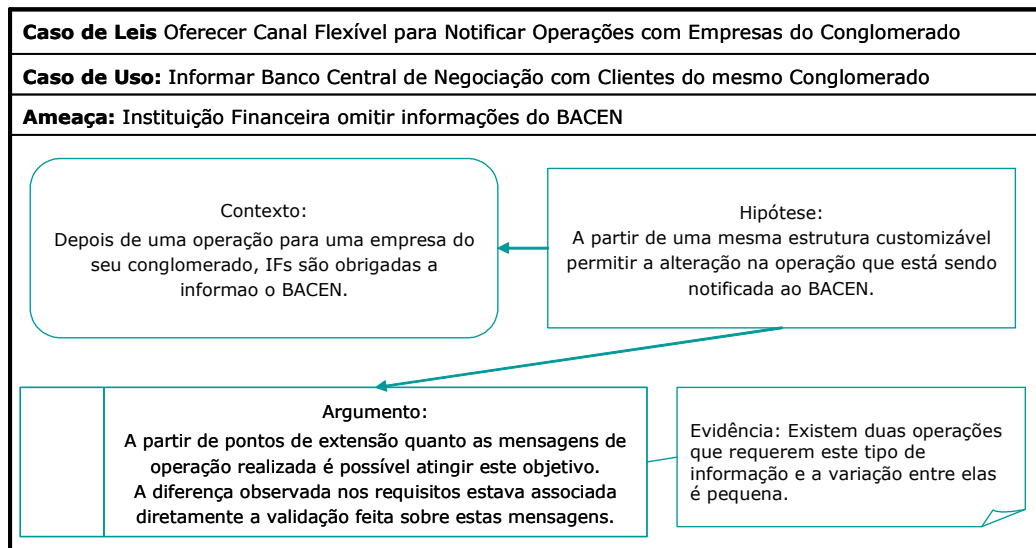 Caso de Leis Oferecer Canal Flexível para Notificar Operações com Empresas do Conglomerado
Caso de Uso: Informar Banco Central de Negociação com Clientes do mesmo Conglomerado
Ameaça: Instituição Financeira omitir informações do BACEN
Contexto:
Depois de uma operação para uma empresa do
seu conglomerado, IFs são obrigadas a
informao o BACEN.
Hipótese:
A partir de uma mesma estrutura customizável
permitir a alteração na operação que está sendo
notificada ao BACEN.
Argumento:
A partir de pontos de extensão quanto as mensagens de
operação realizada é possível atingir este objetivo.
A diferença observada nos requisitos estava associada
diretamente a validação feita sobre estas mensagens.
Evidência: Existem duas operações
que requerem este tipo de
informação e a variação entre elas
é pequena.